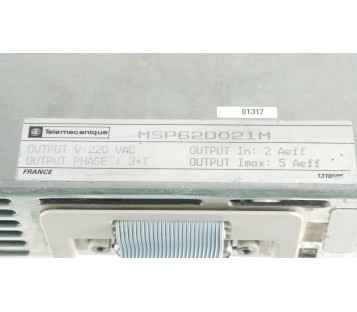 01317
Telemecanique MSP62D021M
OUTPUT V:220 VAC OUTPUT In: 2 Aeff
OUTPUT PHASE : 3+T OUTPUT Imax: 5 Aeff
FRANCE